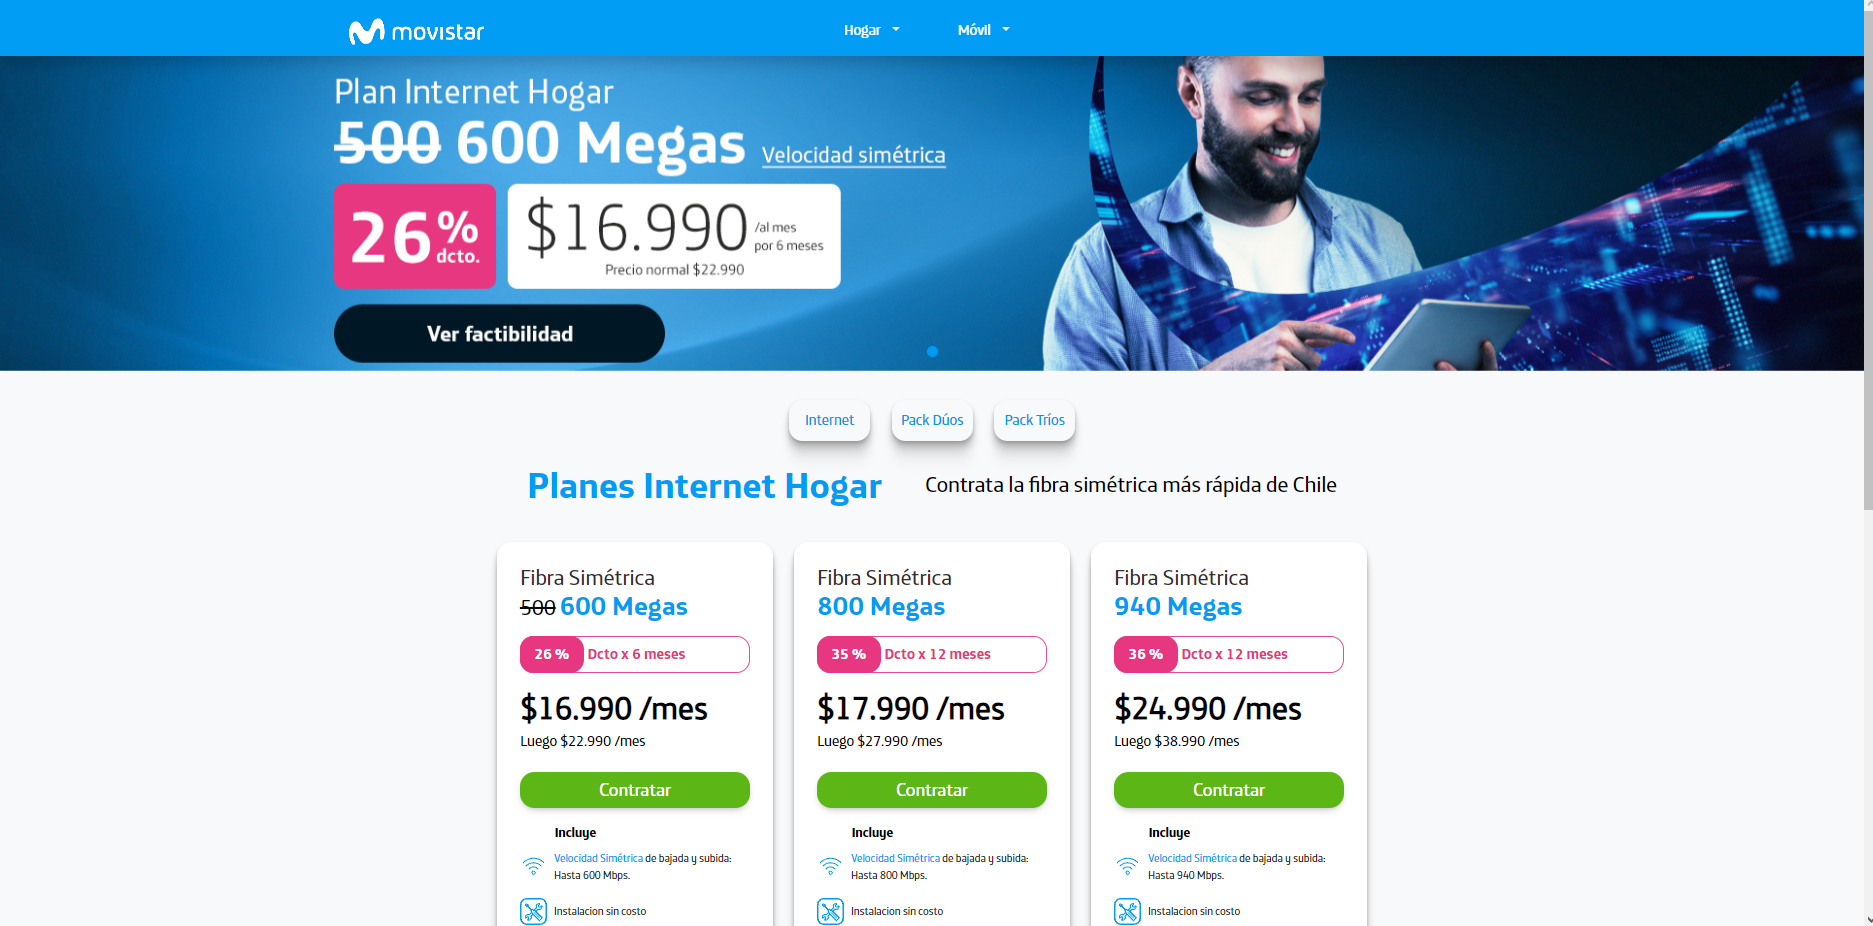 movistar
Hogar
Móvil
Plan Internet Hogar
500 600 Megas Velocidad simétrica
26% dcto.
$16.990 /al mes por 6 meses
Precio normal $22.990
Ver factibilidad
Internet
Pack Dúos
Pack Tríos
Planes Internet Hogar
Contrata la fibra simétrica más rápida de Chile
Fibra Simétrica
500 600 Megas
26 % Dcto x 6 meses
$16.990 /mes
Luego $22.990 /mes
Contratar
Incluye
Velocidad Simétrica de bajada y subida:
Hasta 600 Mbps.
Instalacion sin costo
Fibra Simétrica
800 Megas
35 % Dcto x 12 meses
$17.990 /mes
Luego $27.990 /mes
Contratar
Incluye
Velocidad Simétrica de bajada y subida:
Hasta 800 Mbps.
Instalacion sin costo
Fibra Simétrica
940 Megas
36 % Dcto x 12 meses
$24.990 /mes
Luego $38.990 /mes
Contratar
Incluye
Velocidad Simétrica de bajada y subida:
Hasta 940 Mbps.
Instalacion sin costo